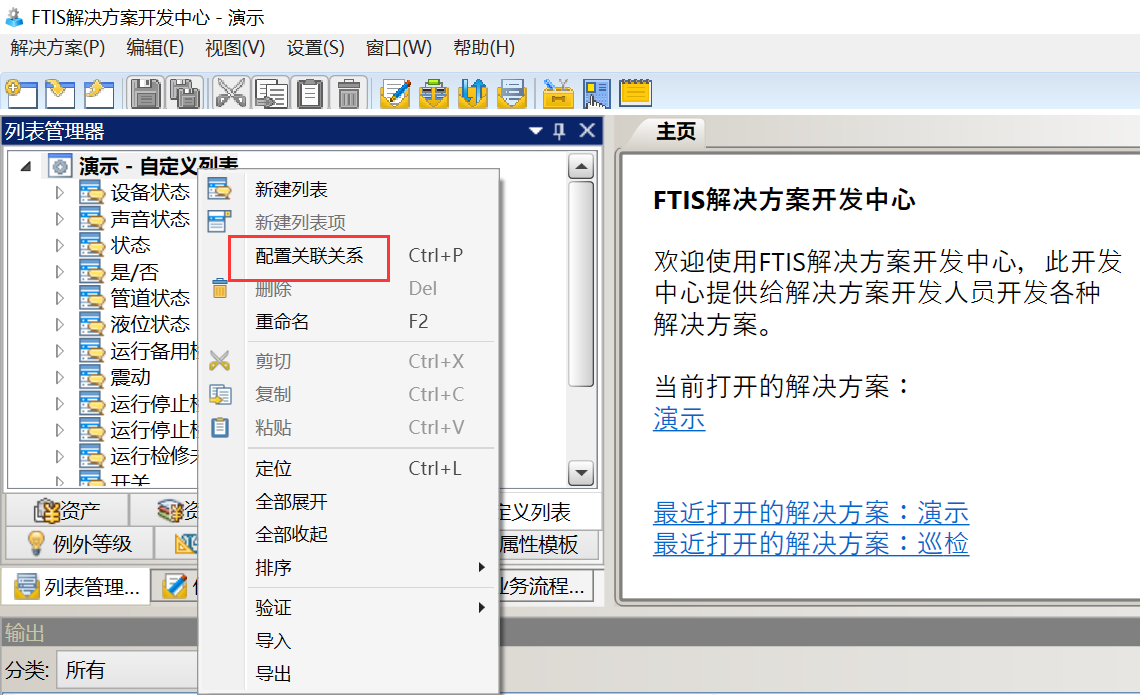 FTIS解决方案开发中心 - 演示
解决方案(P) 编辑(E) 视图(V) 设置(S) 窗口(W) 帮助(H)
列表管理器
演示 - 自定义列表
设备状态
声音状态
状态
是/否
管道状态
液位状态
运行备用
震动
运行停止
运行停止
运行检修
开关
新建列表
新建列表项
配置关联关系 Ctrl+P
删除 Del
重命名 F2
剪切 Ctrl+X
复制 Ctrl+C
粘贴 Ctrl+V
定位 Ctrl+L
全部展开
全部收起
排序
验证
导入
导出
资产
定义列表
例外等级
属性模板
列表管理...
业务流程...
输出
分类: 所有
主页
FTIS解决方案开发中心
欢迎使用FTIS解决方案开发中心，此开发
中心提供给解决方案开发人员开发各种
解决方案。
当前打开的解决方案：
演示
最近打开的解决方案：演示
最近打开的解决方案：巡检